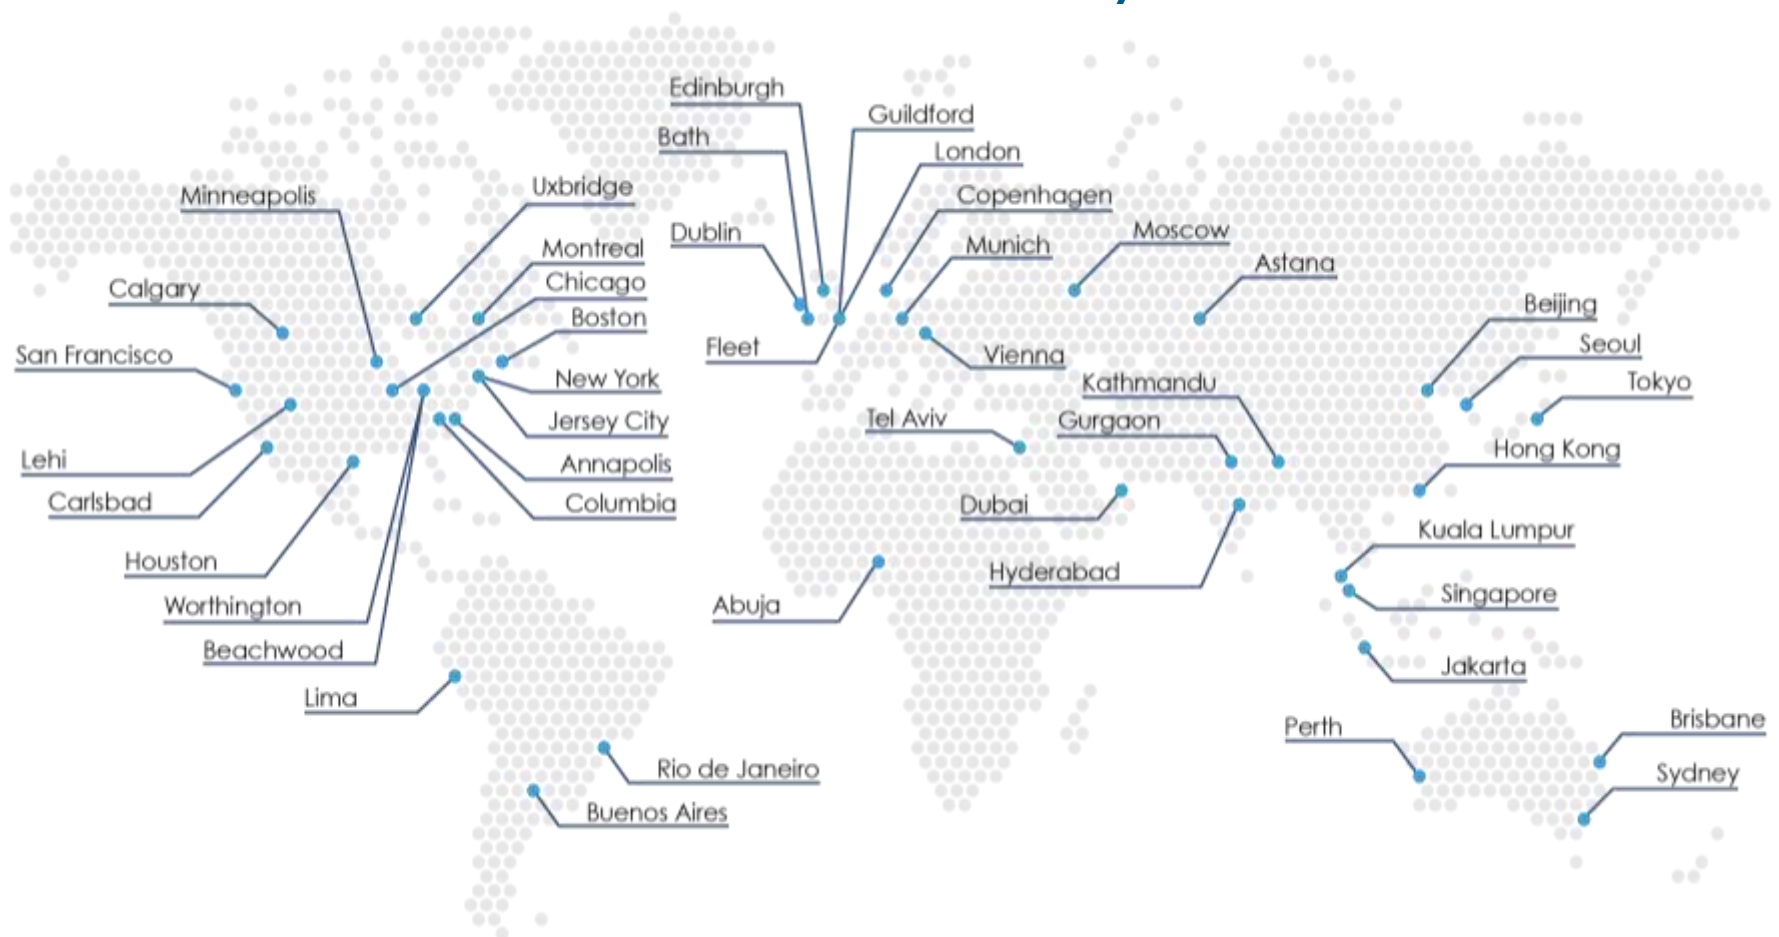 Edinburgh
Guildford
Bath
London
Minneapolis
Uxbridge
Copenhagen
Dublin
Moscow
Montreal
Munich
Astana
Calgary
Chicago
Beijing
Boston
San Francisco
Fleet
Vienna
Seoul
New York
Kathmandu
Tokyo
Jersey City
Tel Aviv
Gurgaon
Lehi
Annapolis
Hong Kong
Carlsbad
Columbia
Dubai
Kuala Lumpur
Houston
Hyderabad
Singapore
Worthington
Abuja
Beachwood
Jakarta
Lima
Perth
Brisbane
Rio de Janeiro
Sydney
Buenos Aires